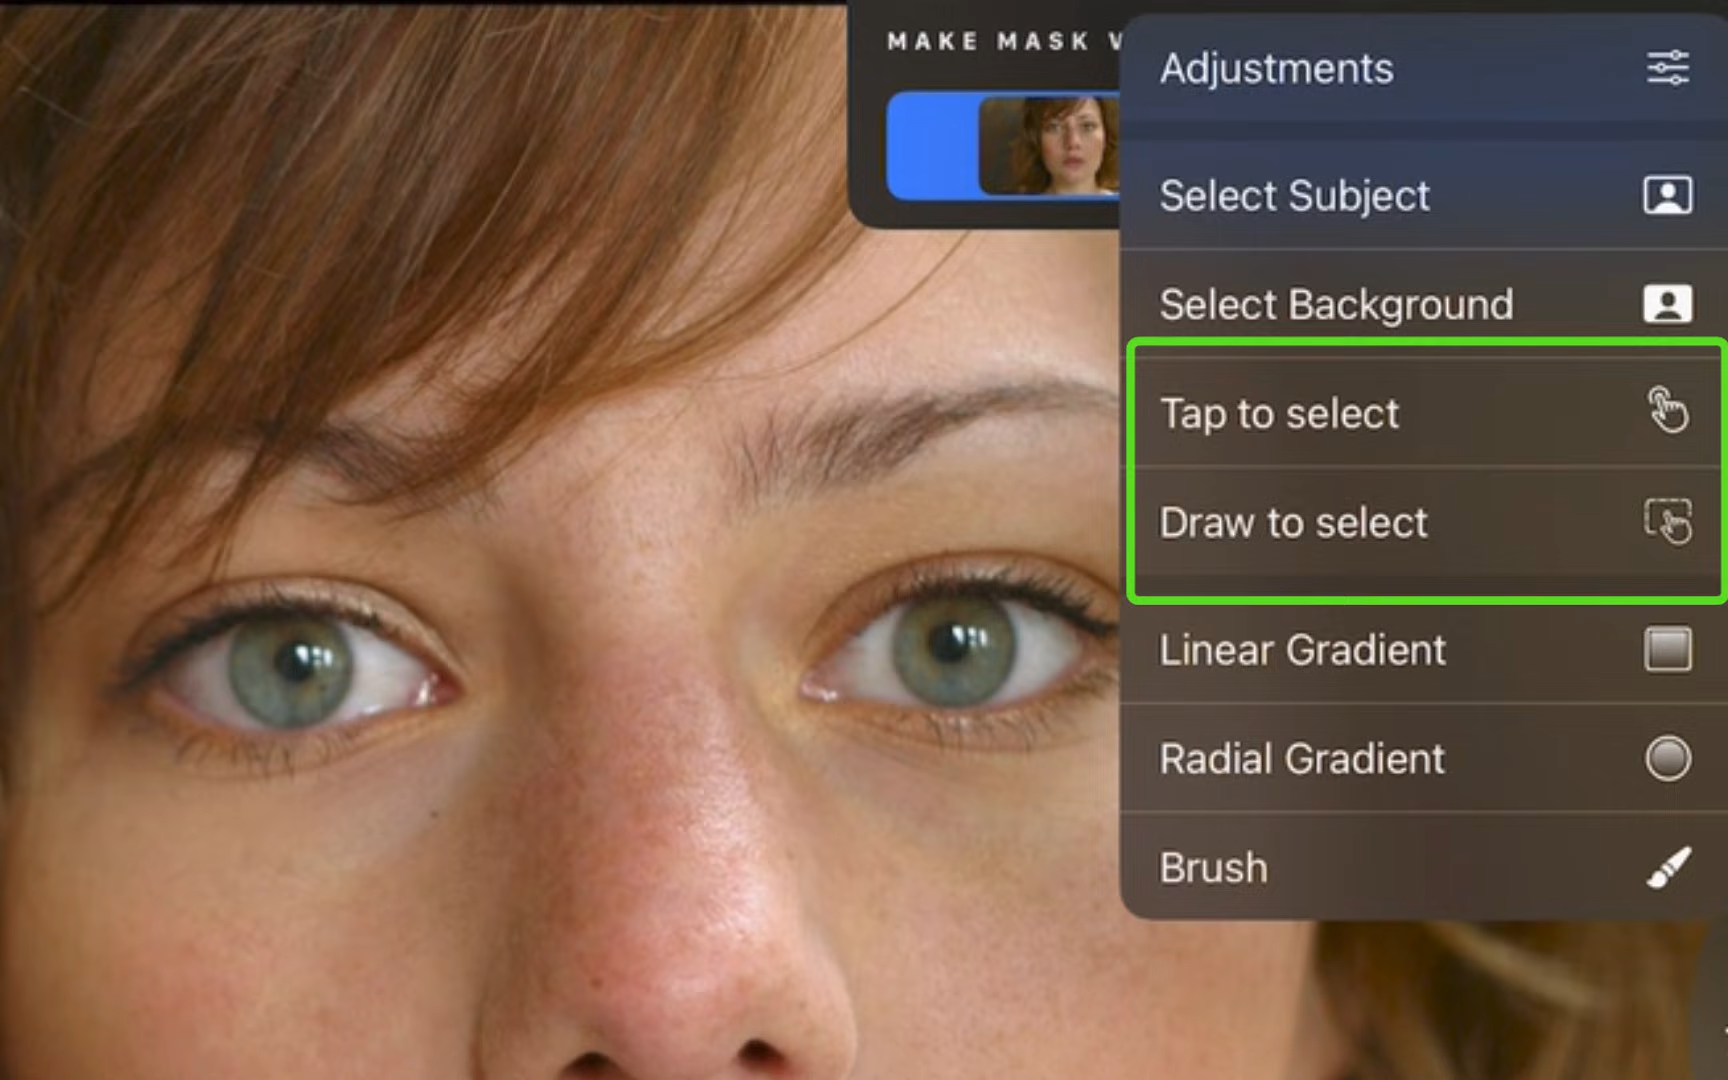 MAKE MASK
Adjustments
Select Subject
Select Background
Tap to select
Draw to select
Linear Gradient
Radial Gradient
Brush